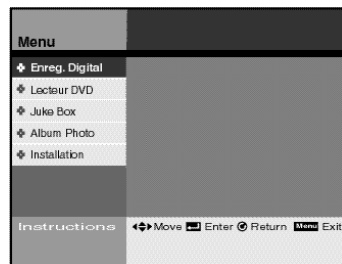 Menu
Enreg. Digital
Lecteur DVD
Juke Box
Album Photo
Installation
Instructions
Move Enter Return Menu Exit